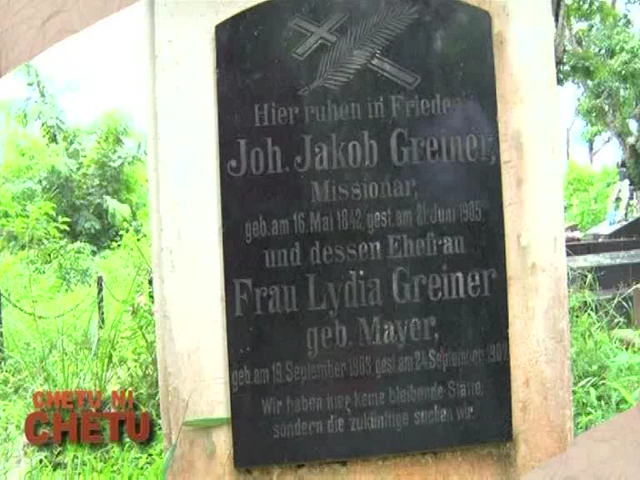 Hier ruhen in Frieden
Joh. Jakob Greiner,
Missionar,
geb. am 16. Mai 1842, gest. am 21. Juni 1905
und dessen Ehefrau
Frau Lydia Greiner
geb. Mayer,
geb. am 19. September 1863, gest. am 24. September
Wir haben hier keine bleibende Stätte,
sondern die zukünftige suchen wir.
CHETU NI
CHETU